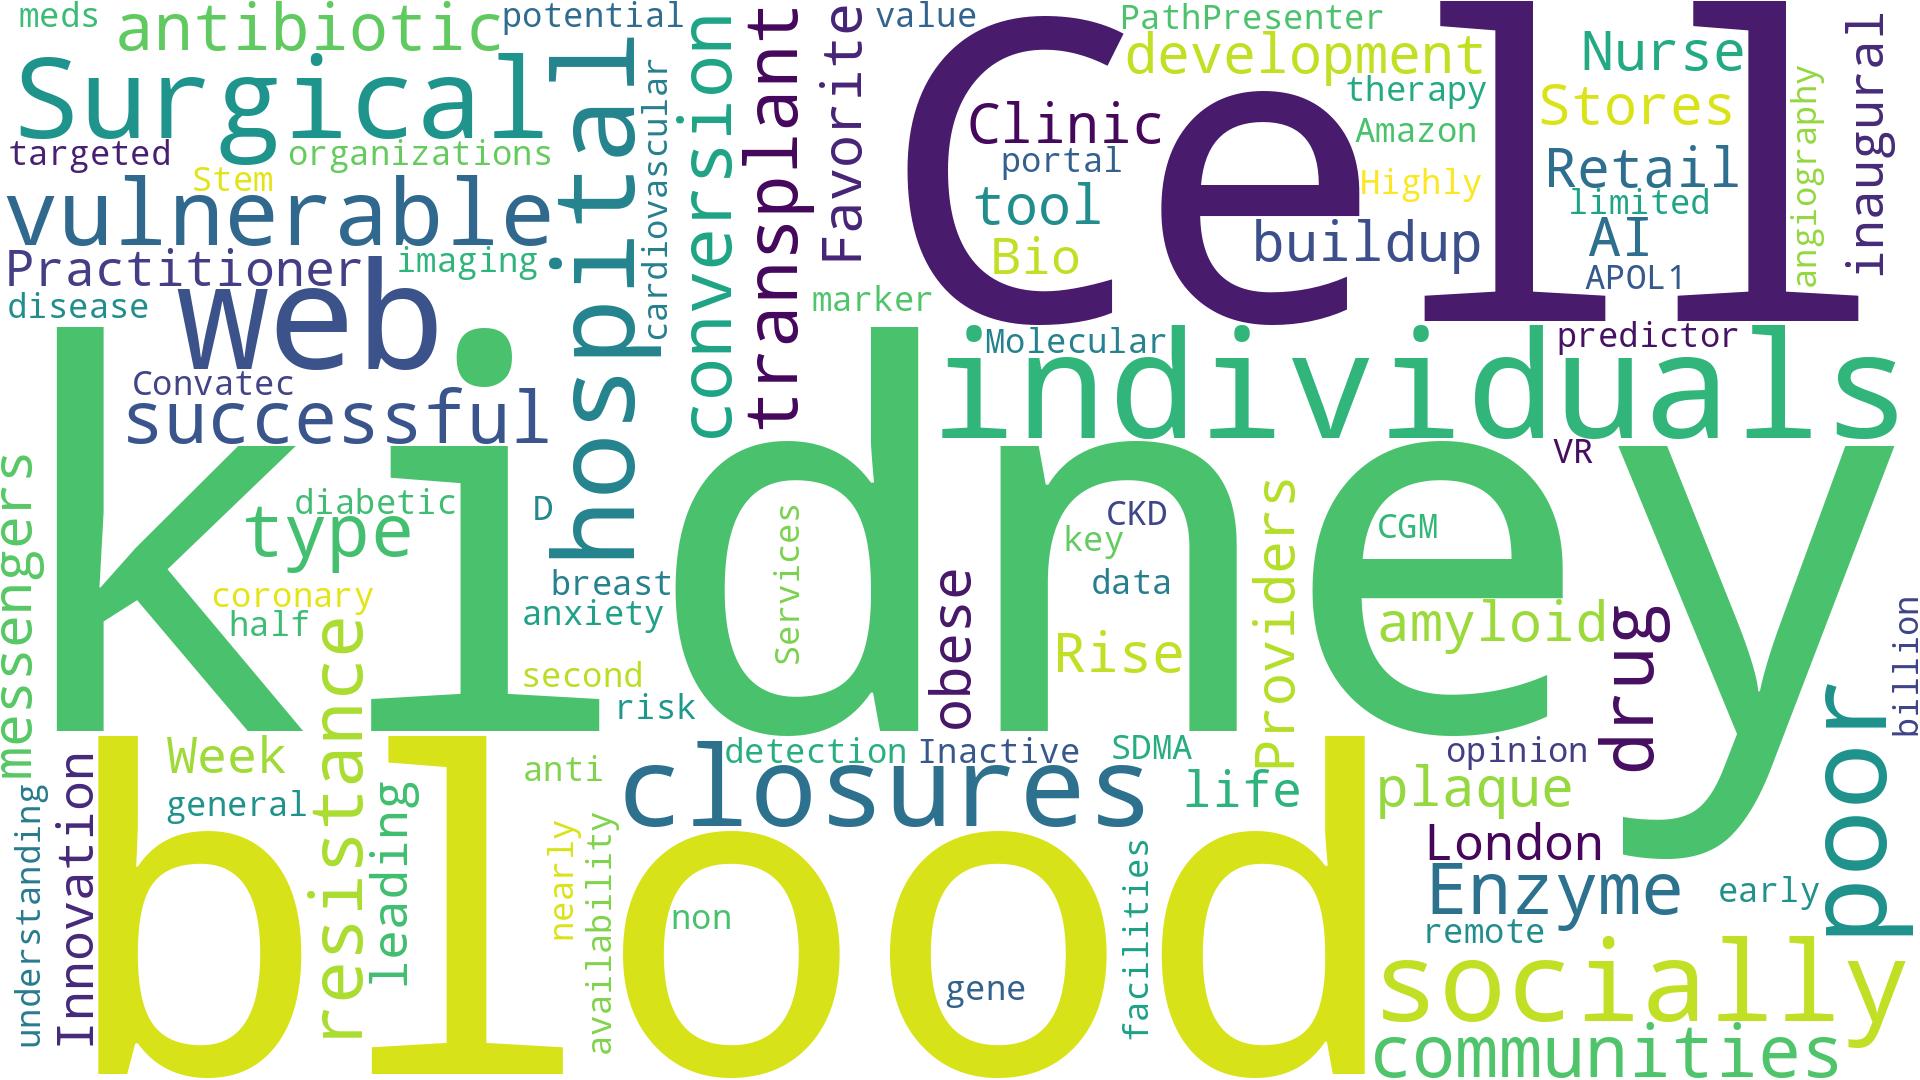 meds
antibiotic
potential
conversion
transplant
Favorite
value
Cell
PathPresenter
development
Nurse
inaugural
Surgical
hospital
cardiovascular
Clinic
therapy
Stores
angiography
targeted
organizations
portal
Amazon
Retail
Stem
tool
Highly
limited
vulnerable
Bio
buildup
AI
Practitioner
imaging
APOL1
disease
web
marker
Molecular
individuals
predictor
Convatec
successful
kidney
VR
messengers
diabetic
type
D
Services
CKD
key
Providers
CGM
coronary
half
breast
anxiety
obese
data
amyloid
drug
billion
resistance
second
risk
Rise
poor
Week
detection
Inactive
SDMA
opinion
Innovation
anti
closures
life
plaque
understanding
general
leading
blood
London
nearly
availability
non
facilities
Enzyme
early
remote
gene
socially
communities